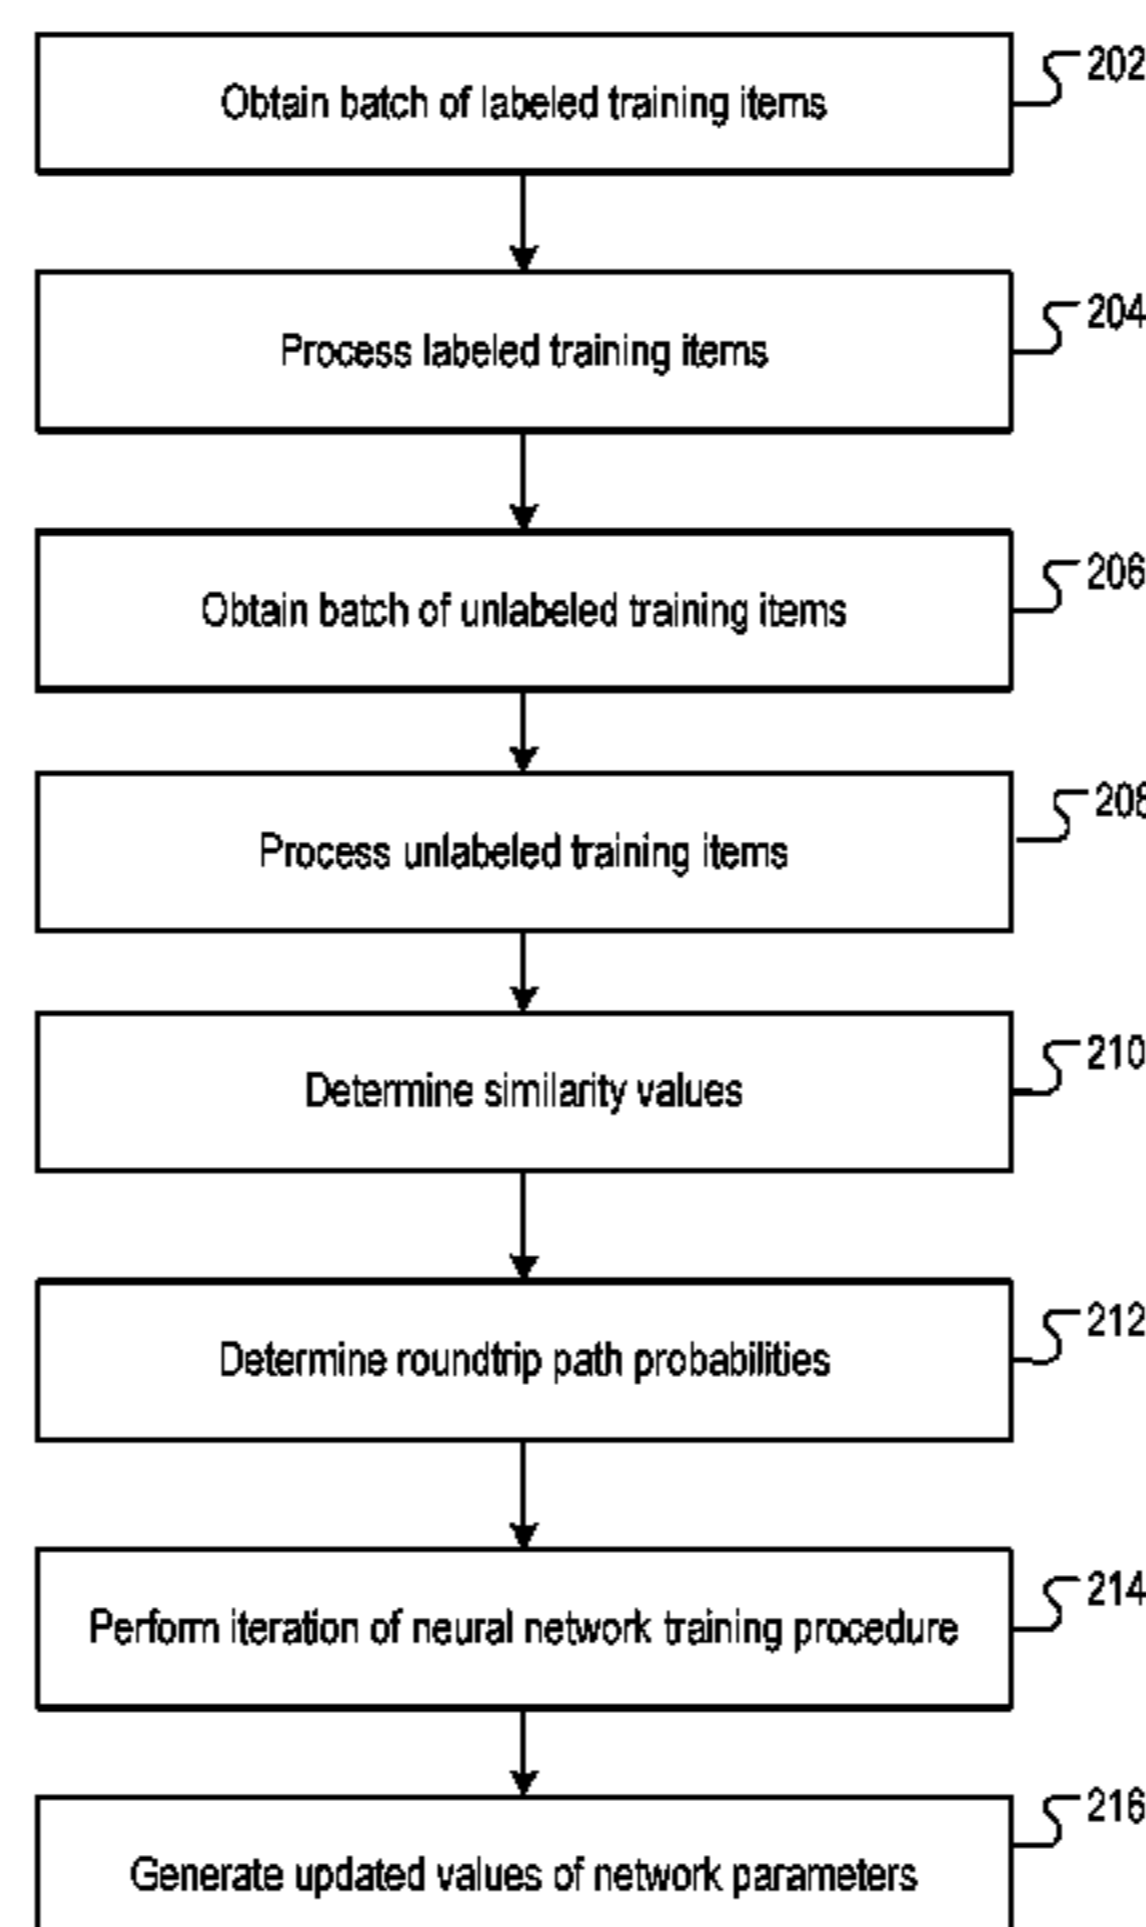 202
Obtain batch of labeled training items
204
Process labeled training items
206
Obtain batch of unlabeled training items
208
Process unlabeled training items
210
Determine similarity values
212
Determine roundtrip path probabilities
214
Perform iteration of neural network training procedure
216
Generate updated values of network parameters